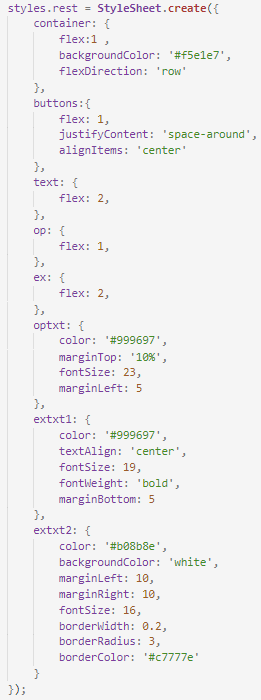 styles.rest = StyleSheet.create({
    container: {
        flex:1 ,
        backgroundColor: '#f5e1e7',
        flexDirection: 'row'
    },
    buttons:{
        flex: 1,
        justifyContent: 'space-around',
        alignItems: 'center'
    },
    text: {
        flex: 2,
    },
    op: {
        flex: 1,
    },
    ex: {
        flex: 2,
    },
    optxt: {
        color: '#999697',
        marginTop: '10%',
        fontSize: 23,
        marginLeft: 5
    },
    extxt1: {
        color: '#999697',
        textAlign: 'center',
        fontSize: 19,
        fontWeight: 'bold',
        marginBottom: 5
    },
    extxt2: {
        color: '#b08b8e',
        backgroundColor: 'white',
        marginLeft: 10,
        marginRight: 10,
        fontSize: 16,
        borderWidth: 0.2,
        borderRadius: 3,
        borderColor: '#c7777e'
    }
});